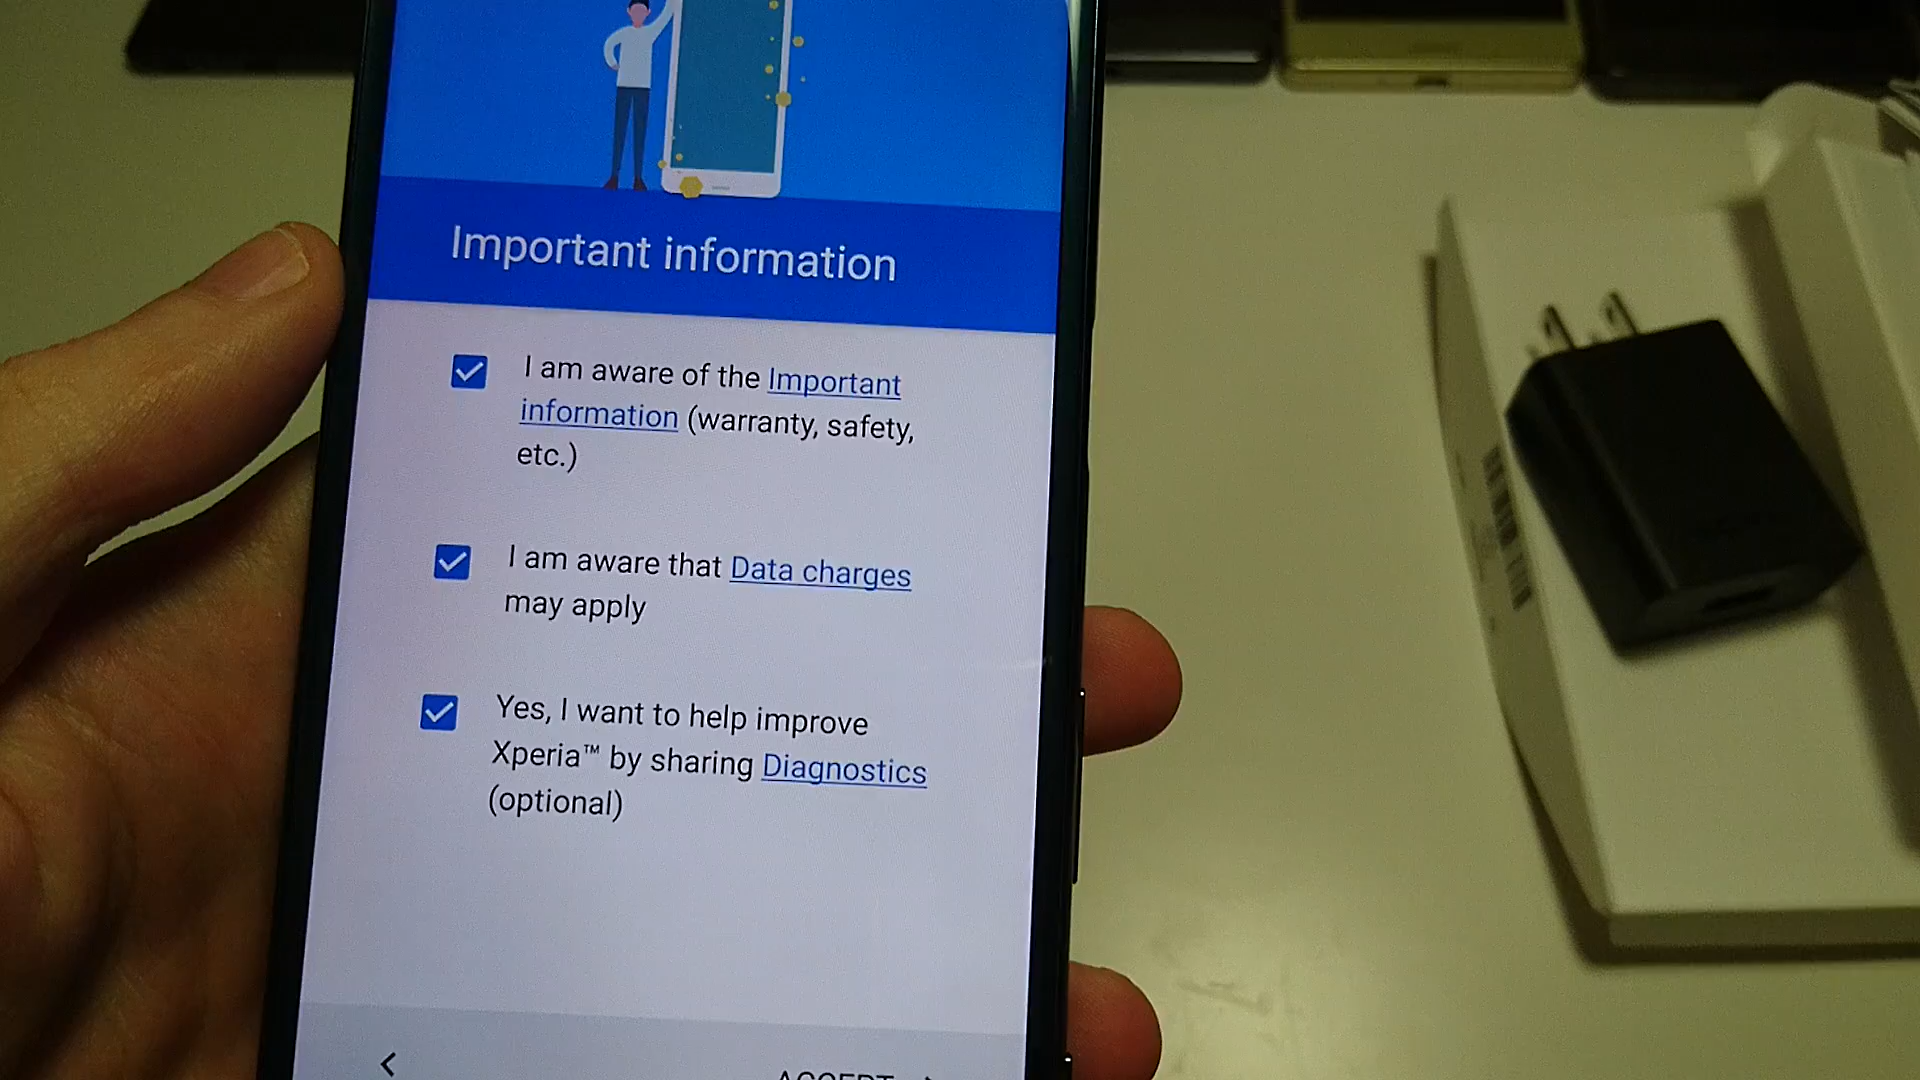 Important information
I am aware of the Important
information (warranty, safety,
etc.)
I am aware that Data charges
may apply
Yes, I want to help improve
Xperia™ by sharing Diagnostics
(optional)
ACCEPT